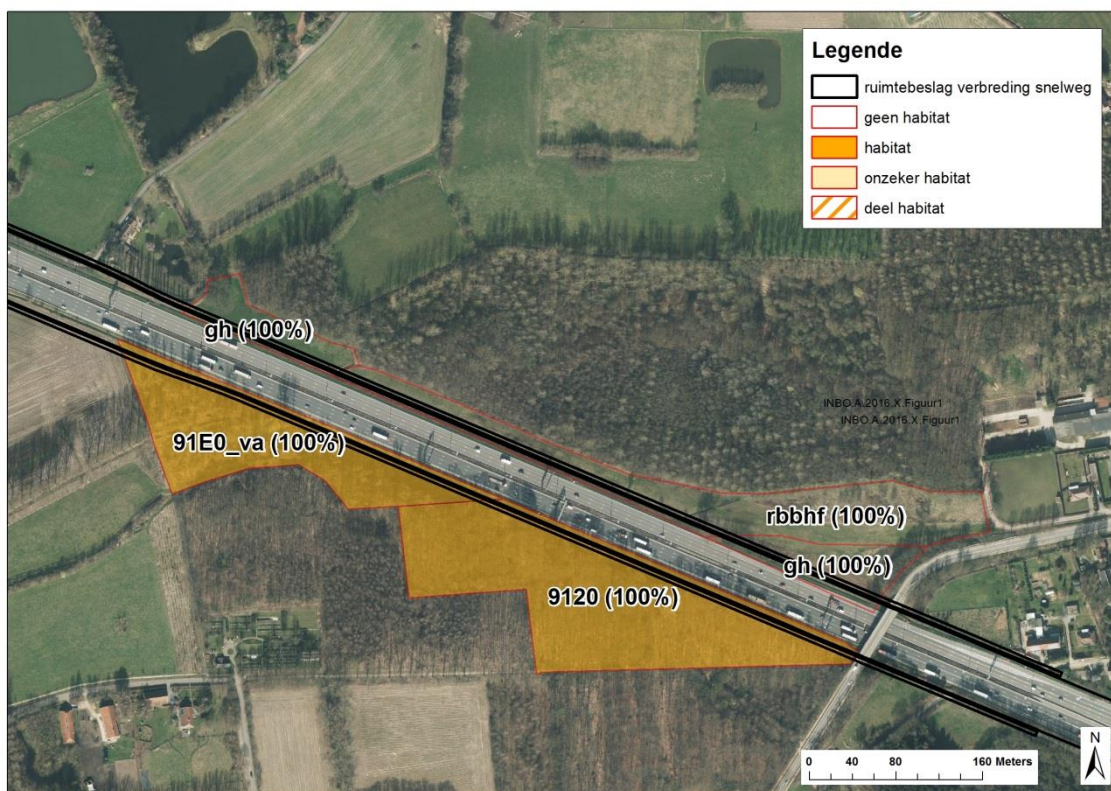 Legende
ruimtebeslag verbreding snelweg
geen habitat
habitat
onzeker habitat
deel habitat
gh (100%)
INBO.A.2016.X.Figuur1
INBO.A.2016.X.Figuur1
91E0_va (100%)
rbbhf (100%)
gh (100%)
9120 (100%)
N
0 40 80 160 Meters